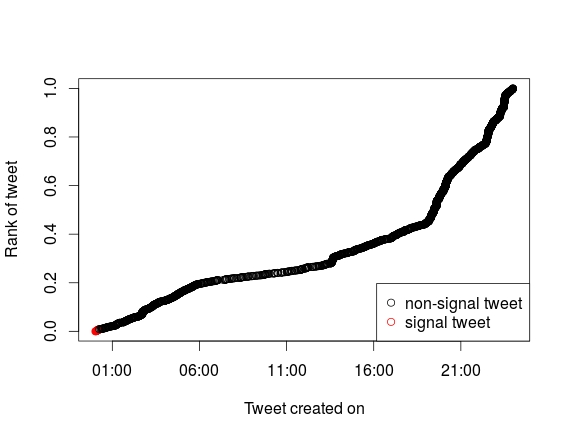 1.0
0.8
0.6
0.4
0.2
0.0
Rank of tweet
non-signal tweet
signal tweet
01:00 06:00 11:00 16:00 21:00
Tweet created on